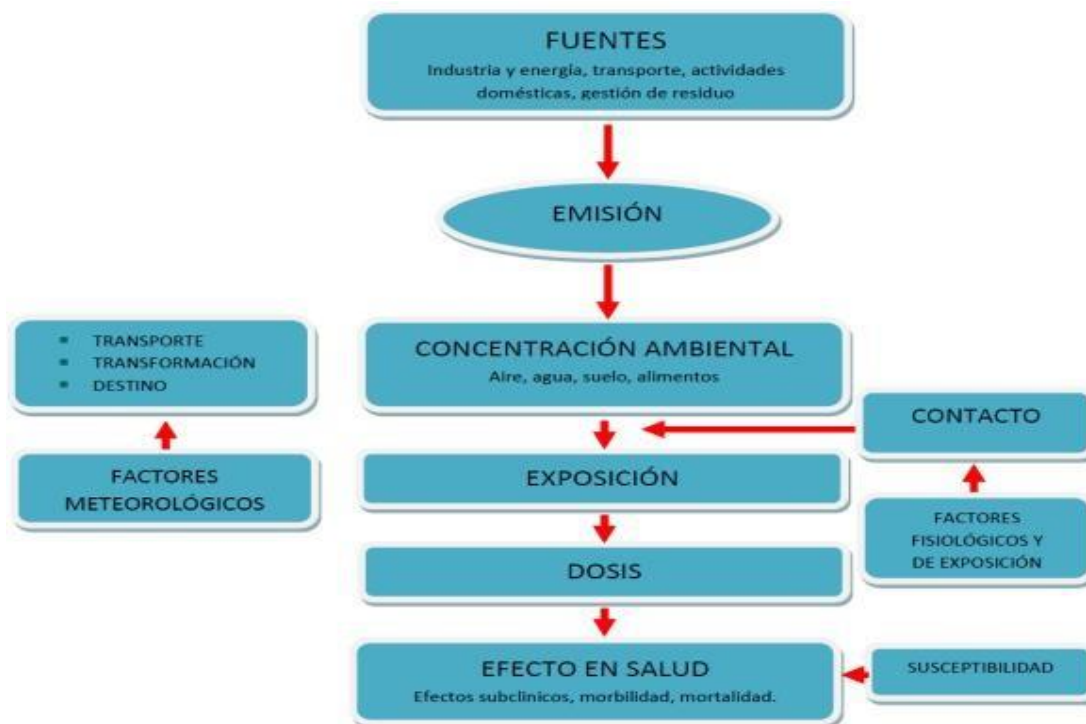 FUENTES
Industria y energía, transporte, actividades
domésticas, gestión de residuo
EMISIÓN
TRANSPORTE
TRANSFORMACIÓN
DESTINO
CONCENTRACIÓN AMBIENTAL
Aire, agua, suelo, alimentos
CONTACTO
FACTORES
METEOROLÓGICOS
EXPOSICIÓN
FACTORES
FISIOLÓGICOS Y
DE EXPOSICIÓN
DOSIS
EFECTO EN SALUD
Efectos subclinicos, morbilidad, mortalidad.
SUSCEPTIBILIDAD